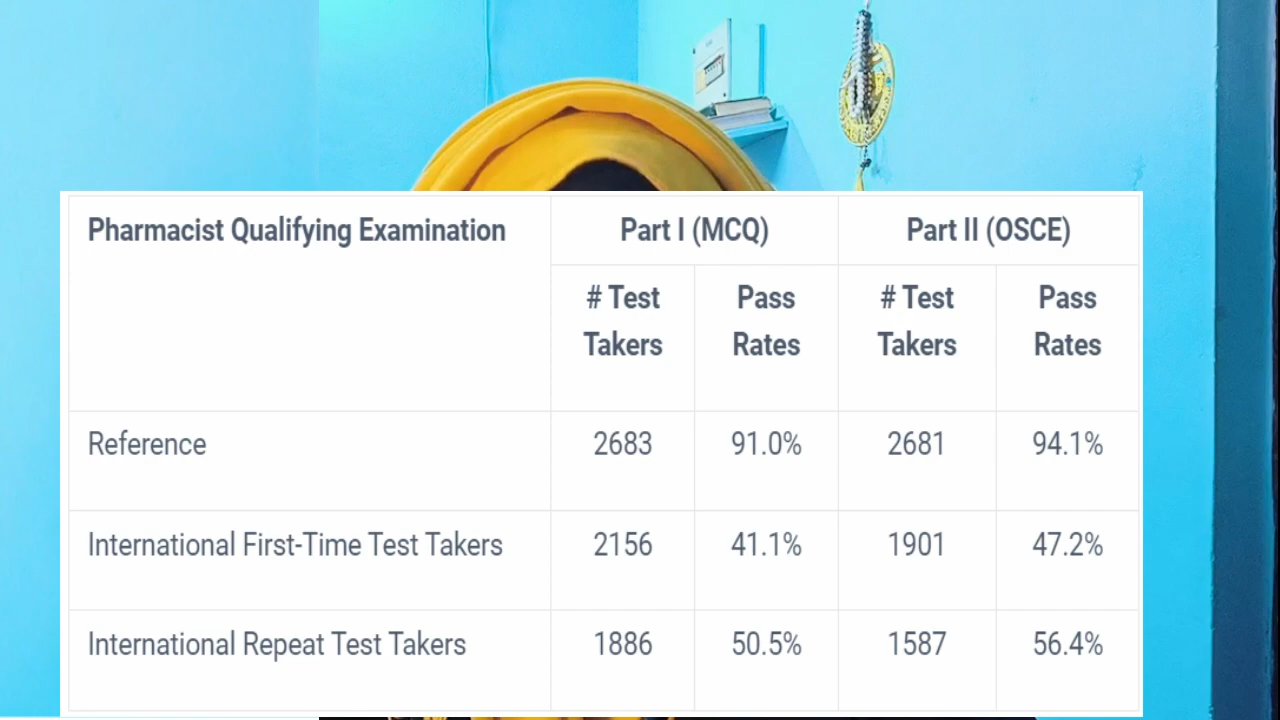 Pharmacist Qualifying Examination Part I (MCQ) Part II (OSCE)
# Test Pass # Test Pass
Takers Rates Takers Rates
Reference 2683 91.0% 2681 94.1%
International First-Time Test Takers 2156 41.1% 1901 47.2%
International Repeat Test Takers 1886 50.5% 1587 56.4%